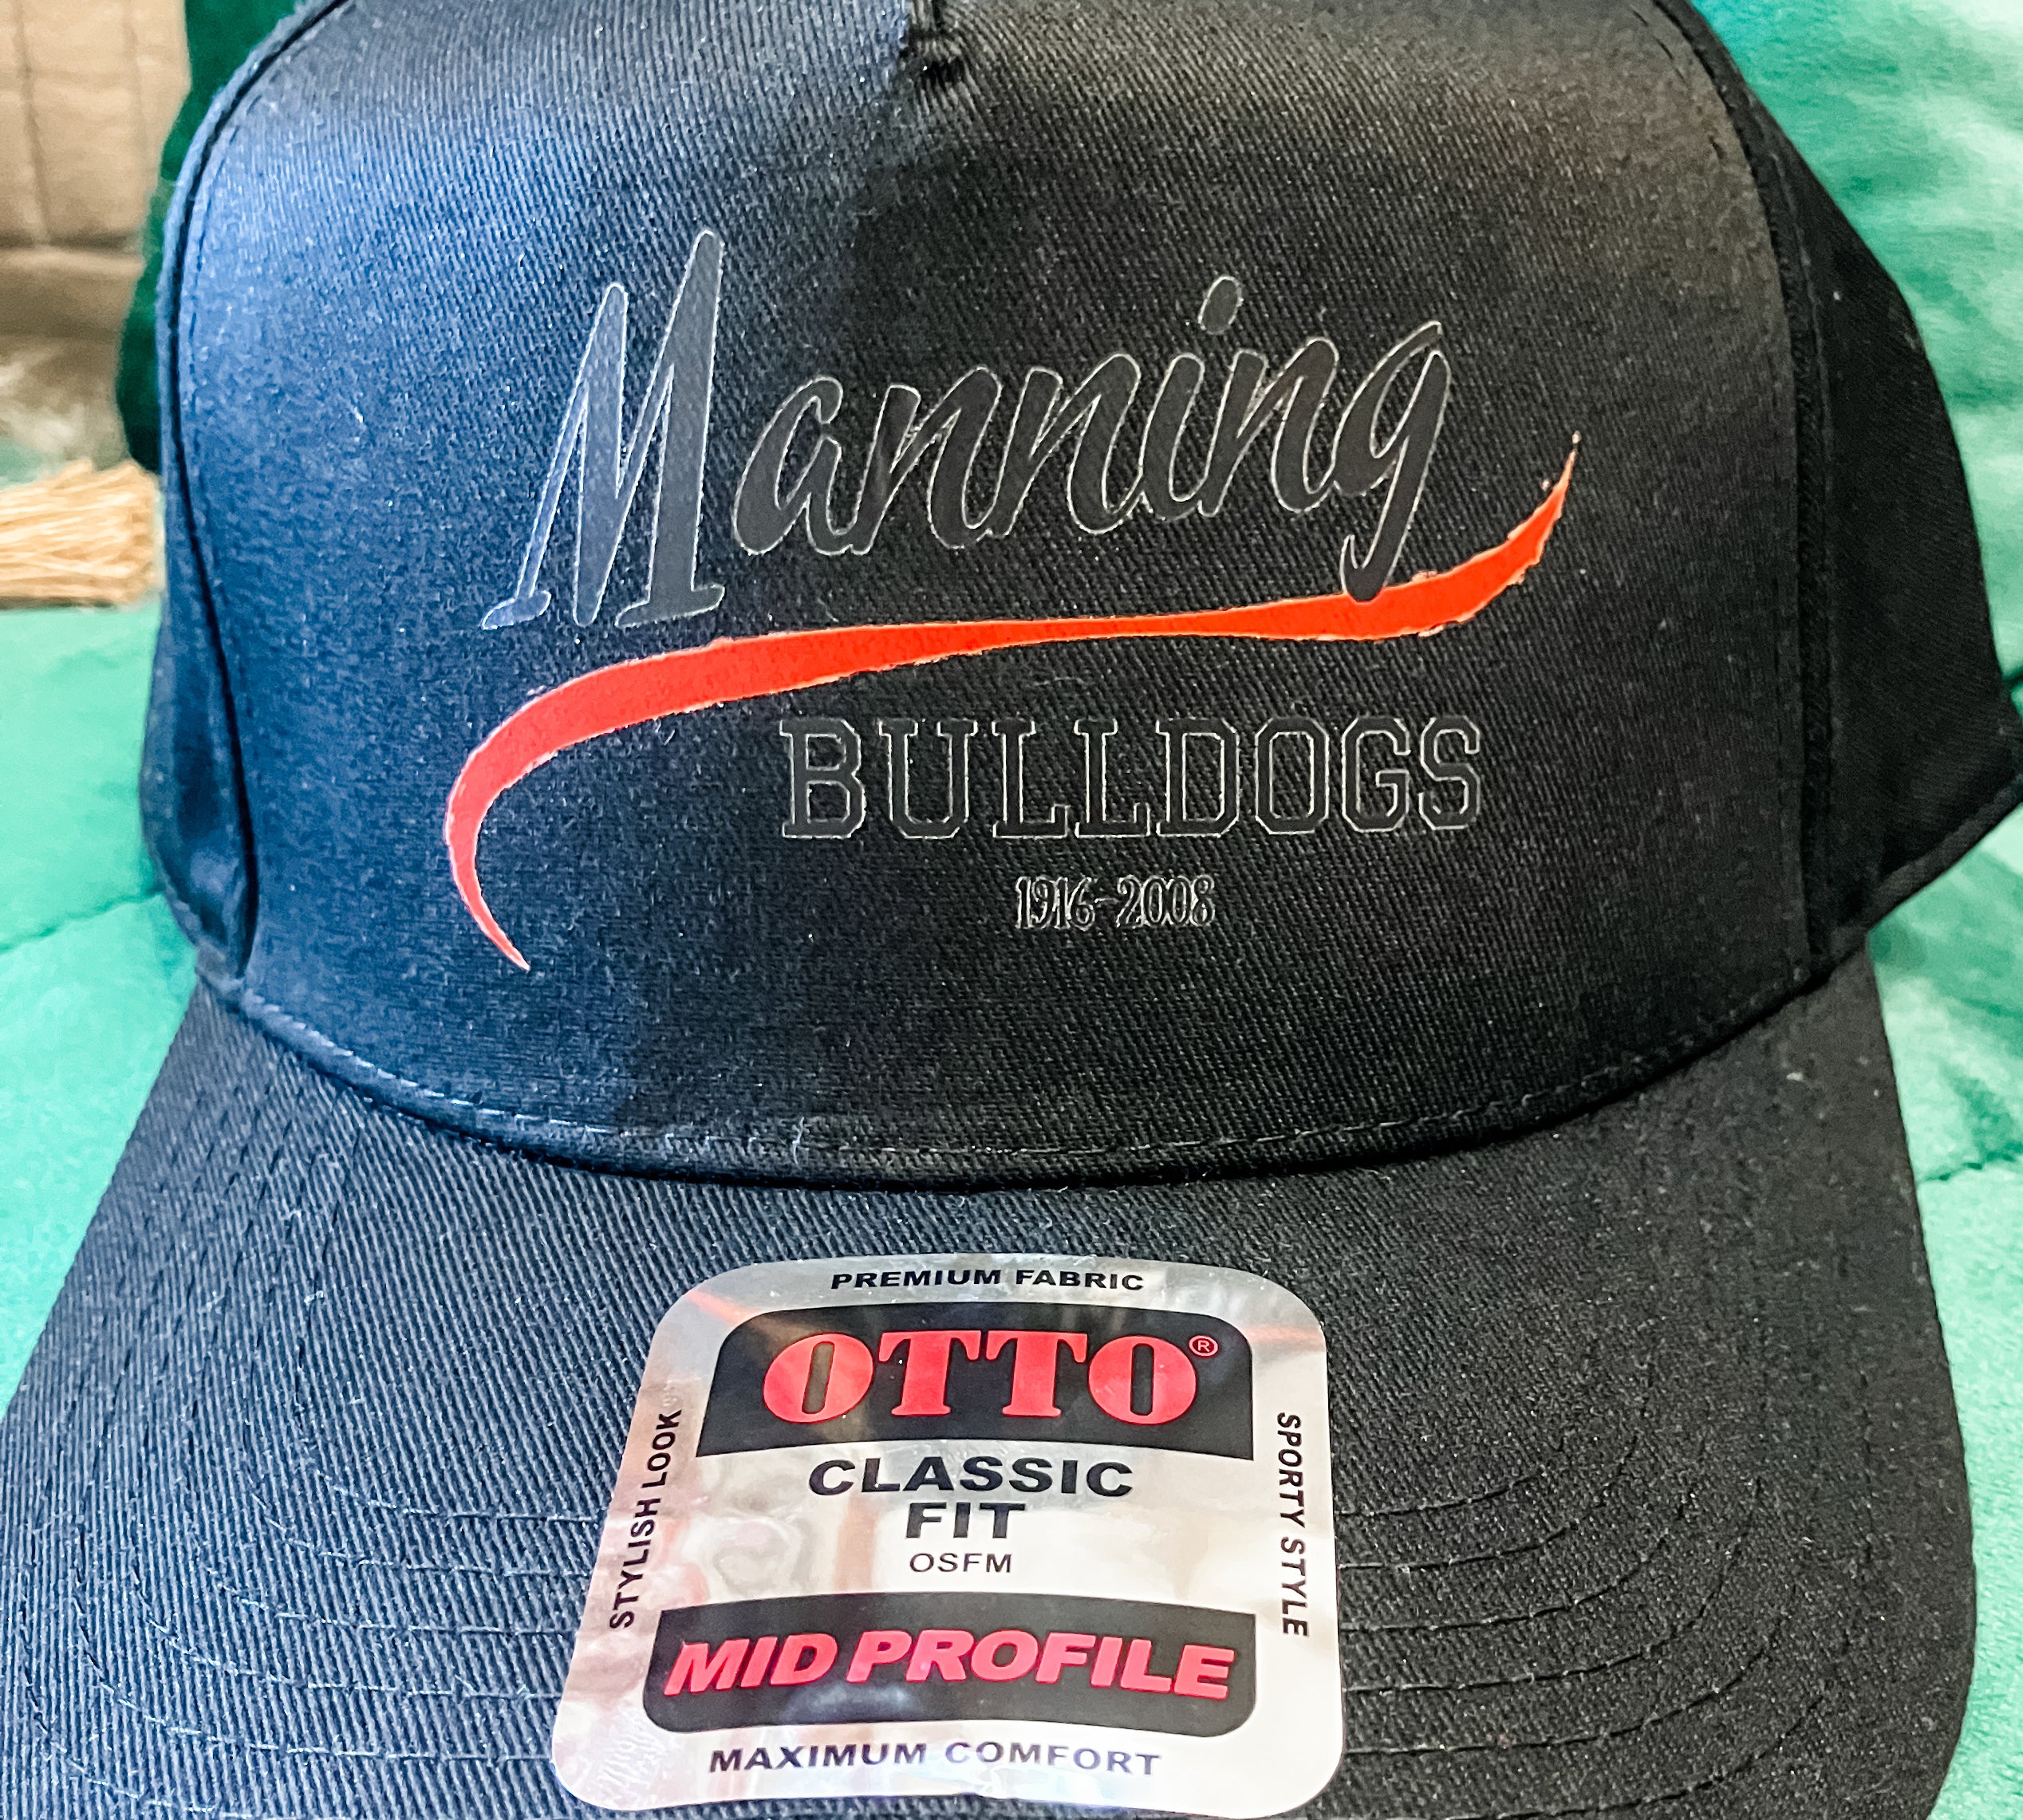 Manning
BULLDOGS
1916-2008
PREMIUM FABRIC
OTTO®
STYLISH LOOK
CLASSIC
FIT
OSFM
SPORTY STYLE
MID PROFILE
MAXIMUM COMFORT